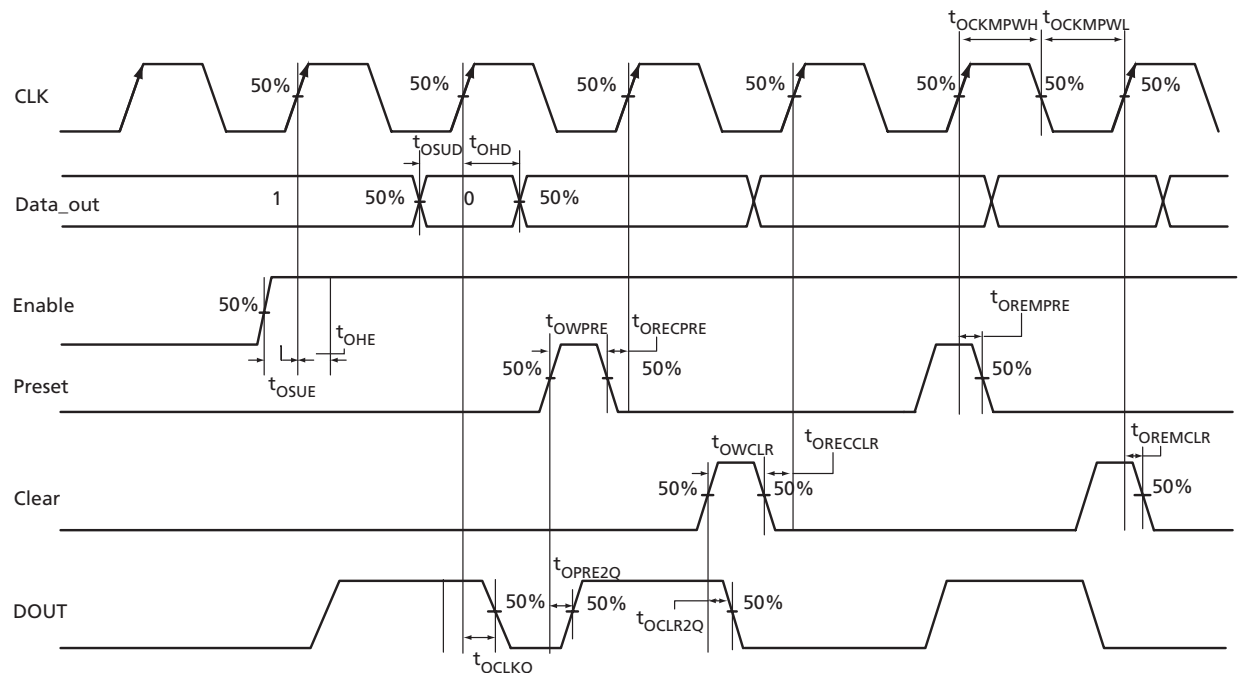 tOCKMPWH tOCKMPWL
CLK
50% 50% 50% 50% 50% 50% 50%
tOSUD tOHD
Data_out
1 50% 0 50%
Enable
50%
tOHE
tOSUE
tOWPRE tORECPRE
tOREMPRE
Preset
50% 50% 50%
tOWCLR tORECCLR
tOREMCLR
Clear
50% 50% 50%
tOPRE2Q
DOUT
50% 50% 50%
tOCLR2Q
tOCLKQ